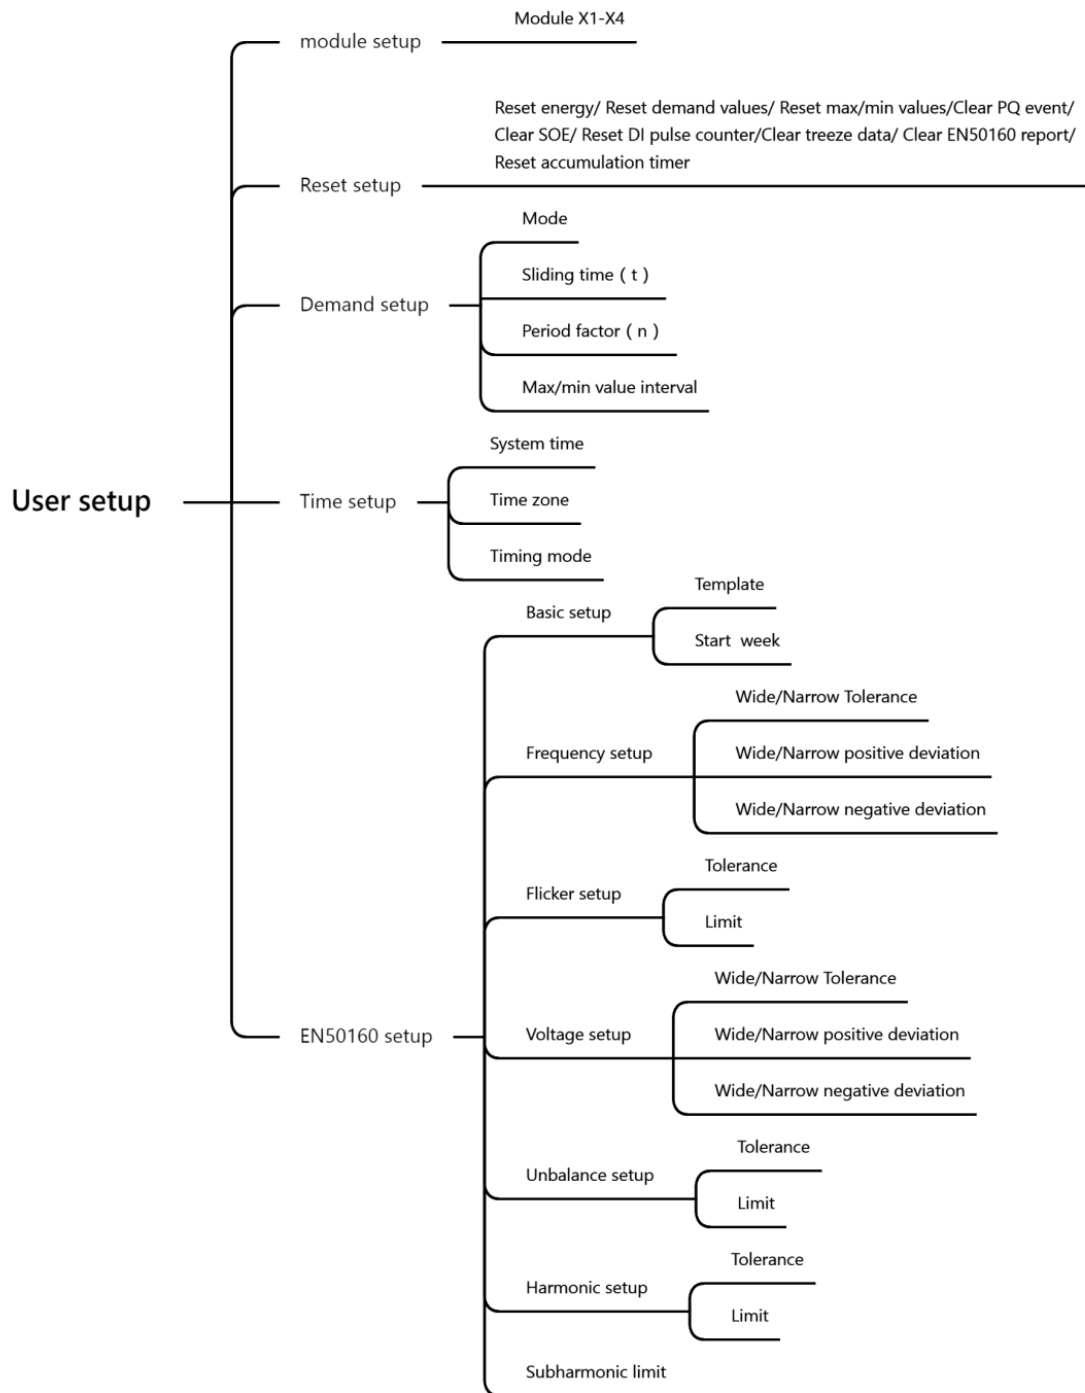 Module X1-X4
module setup
Reset energy/ Reset demand values/ Reset max/min values/Clear PQ event/
Clear SOE/ Reset DI pulse counter/Clear treeze data/ Clear EN50160 report/
Reset accumulation timer
Reset setup
Mode
Sliding time ( t )
Demand setup
Period factor ( n )
Max/min value interval
System time
User setup
Time setup
Time zone
Timing mode
Template
Basic setup
Start week
Wide/Narrow Tolerance
Frequency setup
Wide/Narrow positive deviation
Wide/Narrow negative deviation
Tolerance
Flicker setup
Limit
Wide/Narrow Tolerance
EN50160 setup
Voltage setup
Wide/Narrow positive deviation
Wide/Narrow negative deviation
Tolerance
Unbalance setup
Limit
Tolerance
Harmonic setup
Limit
Subharmonic limit